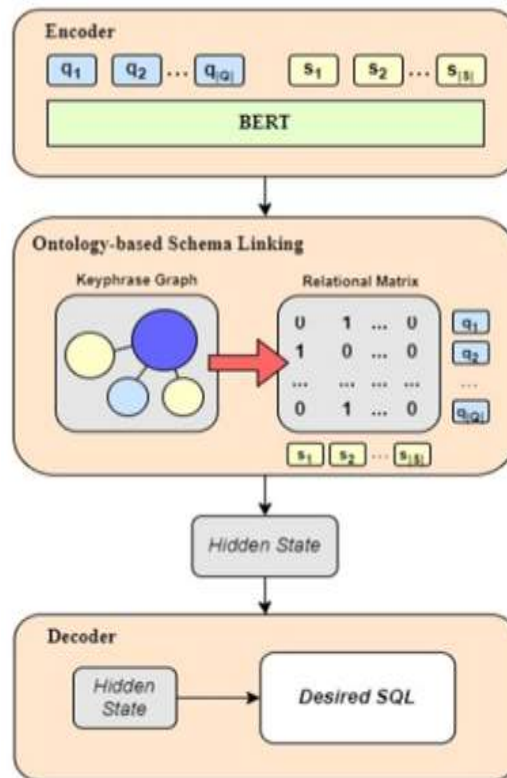 Encoder
q1 q2 ... q|Q| s1 s2 ... s|S|
BERT
Ontology-based Schema Linking
Keyphrase Graph Relational Matrix
0 1 ... 0 q1
1 0 ... 0 q2
... ... ... ... ...
0 1 ... 0 q|Q|
s1 s2 ... s|S|
Hidden State
Decoder
Hidden
State
Desired SQL